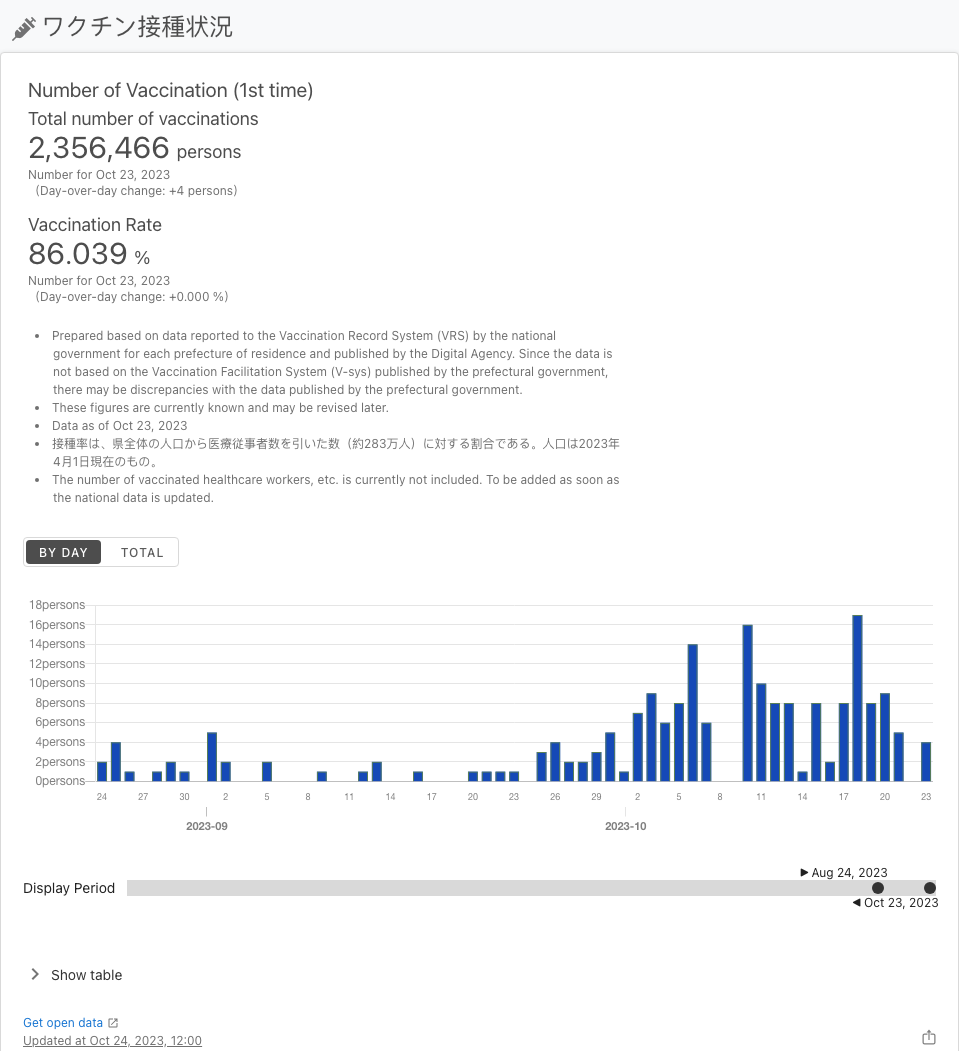 ワクチン接種状況
Number of Vaccination (1st time)
Total number of vaccinations
2,356,466 persons
Number for Oct 23, 2023
（Day-over-day change: +4 persons）
Vaccination Rate
86.039 %
Number for Oct 23, 2023
（Day-over-day change: +0.000 %）
• Prepared based on data reported to the Vaccination Record System (VRS) by the national
government for each prefecture of residence and published by the Digital Agency. Since the data is
not based on the Vaccination Facilitation System (V-sys) published by the prefectural government,
there may be discrepancies with the data published by the prefectural government.
• These figures are currently known and may be revised later.
• Data as of Oct 23, 2023
• 接種率は、県全体の人口から医療従事者数を引いた数（約283万人）に対する割合である。人口は2023年
4月1日現在のもの。
• The number of vaccinated healthcare workers, etc. is currently not included. To be added as soon as
the national data is updated.
BY DAY TOTAL
18persons
16persons
14persons
12persons
10persons
8persons
6persons
4persons
2persons
0persons
24 27 30 2 5 8 11 14 17 20 23 26 29 2 5 8 11 14 17 20 23
2023-09 2023-10
▶ Aug 24, 2023
Display Period
◀ Oct 23, 2023
Show table
Get open data
Updated at Oct 24, 2023, 12:00